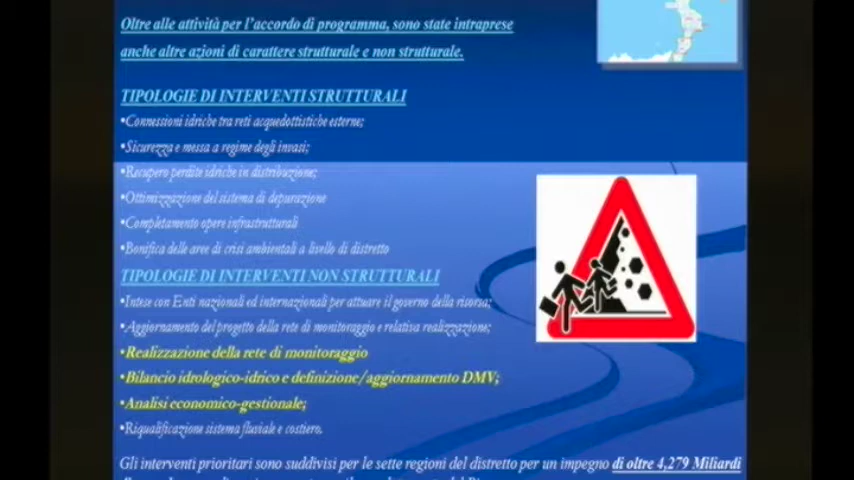 Oltre alle attività per l'accordo di programma, sono state intraprese
anche altre azioni di carattere strutturale e non strutturale.
TIPOLOGIE DI INTERVENTI STRUTTURALI
•Connessioni idriche tra reti acquedottistiche esterne;
•Sicurezza e messa a regime degli invasi;
•Recupero perdite idriche in distribuzione;
•Ottimizzazione del sistema di depurazione
•Completamento opere infrastrutturali
•Bonifica delle aree di crisi ambientali a livello di distretto
TIPOLOGIE DI INTERVENTI NON STRUTTURALI
•Intese con Enti nazionali ed internazionali per attuare il governo della risorsa;
•Aggiornamento del progetto della rete di monitoraggio e relativa realizzazione;
•Realizzazione della rete di monitoraggio
•Bilancio idrologico-idrico e definizione/aggiornamento DMV;
•Analisi economico-gestionale;
•Riqualificazione sistema fluviale e costiero.
Gli interventi prioritari sono suddivisi per le sette regioni del distretto per un impegno di oltre 4,279 Miliardi